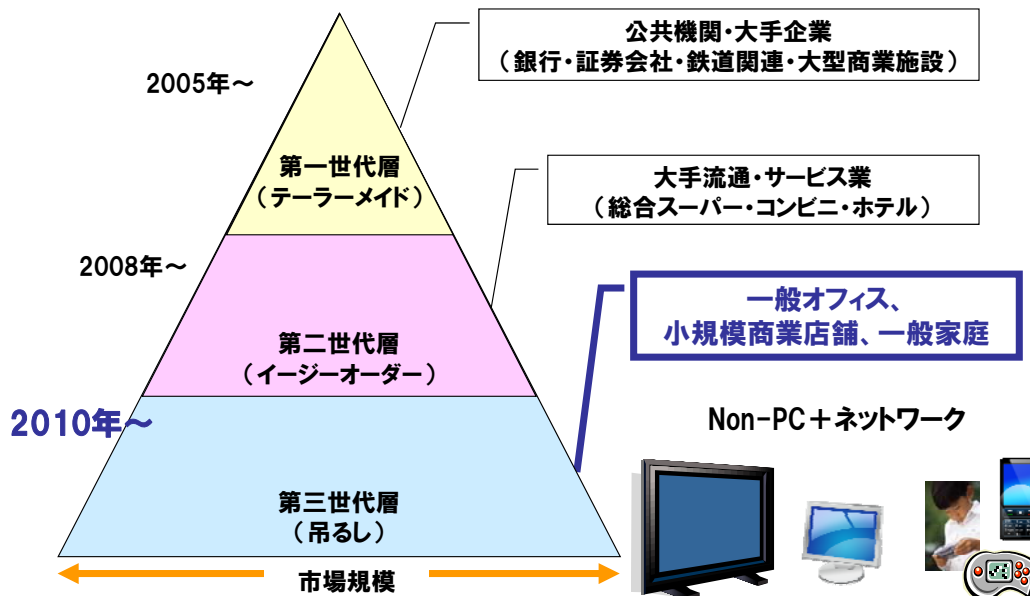 公共機関・大手企業
（銀行・証券会社・鉄道関連・大型商業施設）
2005年～
第一世代層
（テーラーメイド）
大手流通・サービス業
（総合スーパー・コンビニ・ホテル）
2008年～
一般オフィス、
小規模商業店舗、一般家庭
第二世代層
（イージーオーダー）
2010年～
Non-PC＋ネットワーク
第三世代層
（吊るし）
市場規模